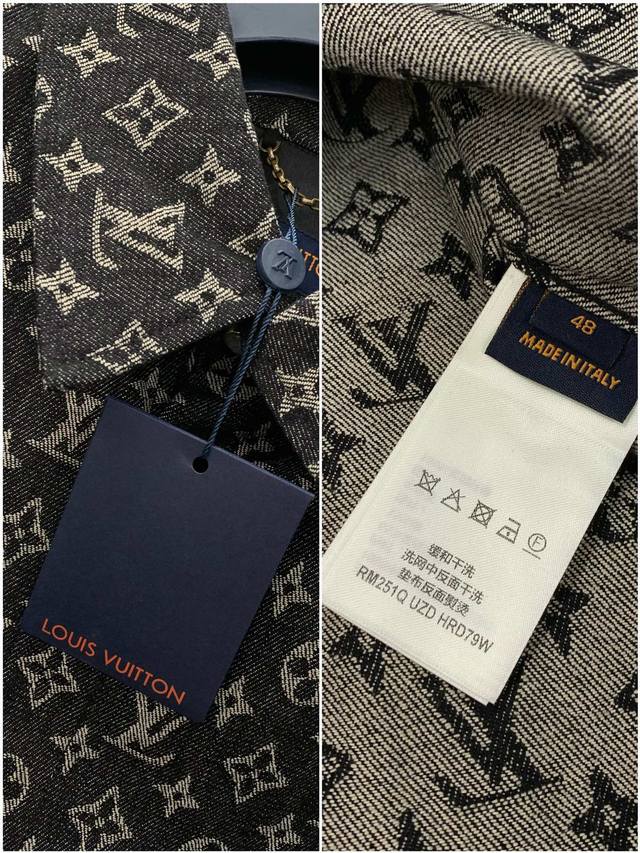 LOUIS VUITTON
48
MADE IN ITALY
缓和干洗
洗网中反面干洗
垫布反面熨烫
RM251Q UZD HRD79W